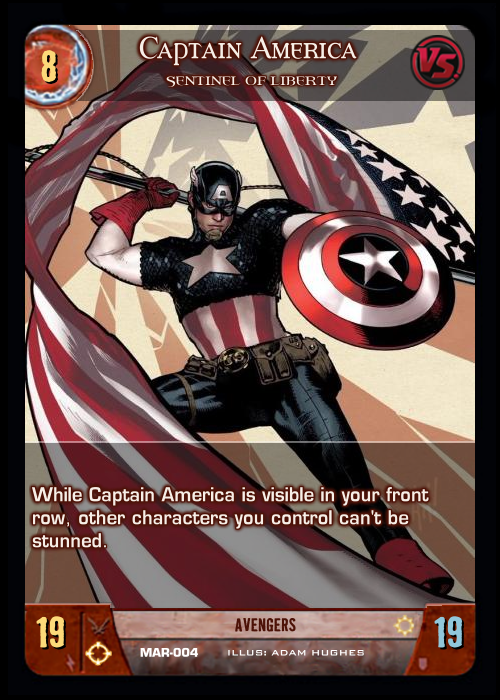 8
CAPTAIN AMERICA
SENTINEL OF LIBERTY
VS.
While Captain America is visible in your front
row, other characters you control can't be
stunned.
19
AVENGERS
19
MAR-004 ILLUS: ADAM HUGHES